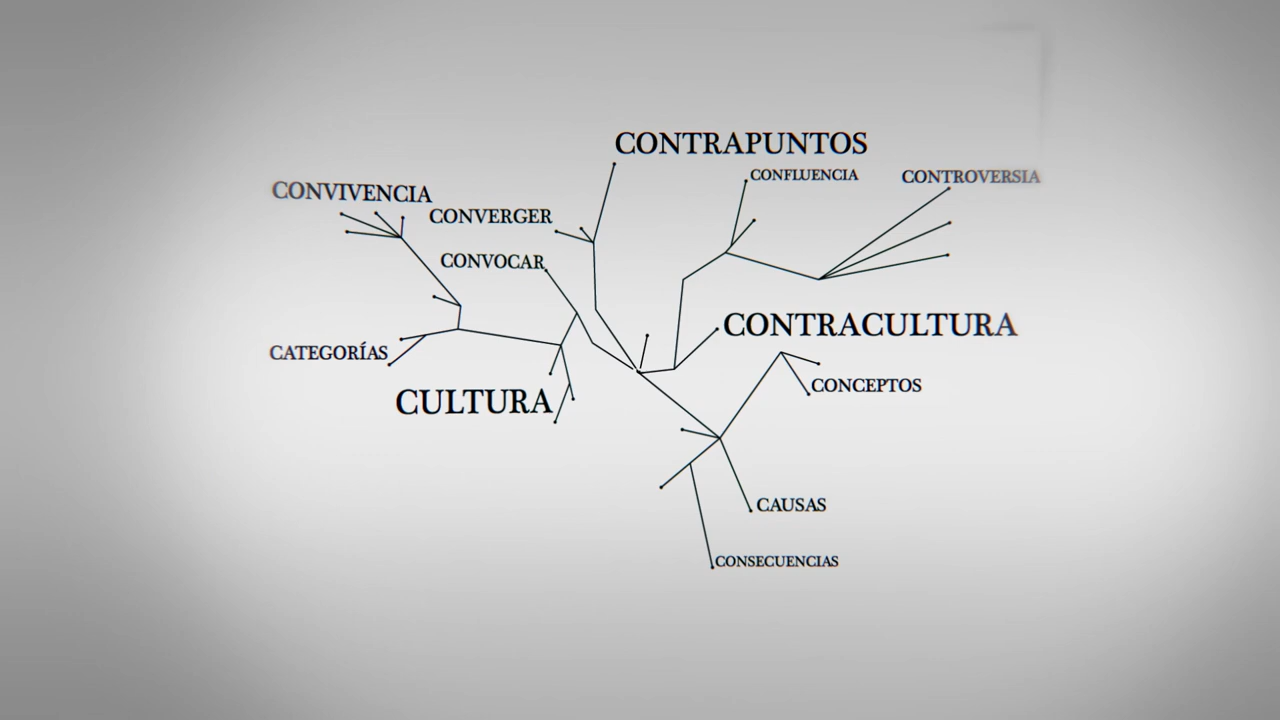 CONTRAPUNTOS
CONFLUENCIA
CONTROVERSIA
CONVIVENCIA
CONVERGER
CONVOCAR
CONTRACULTURA
CATEGORÍAS
CONCEPTOS
CULTURA
CAUSAS
CONSECUENCIAS